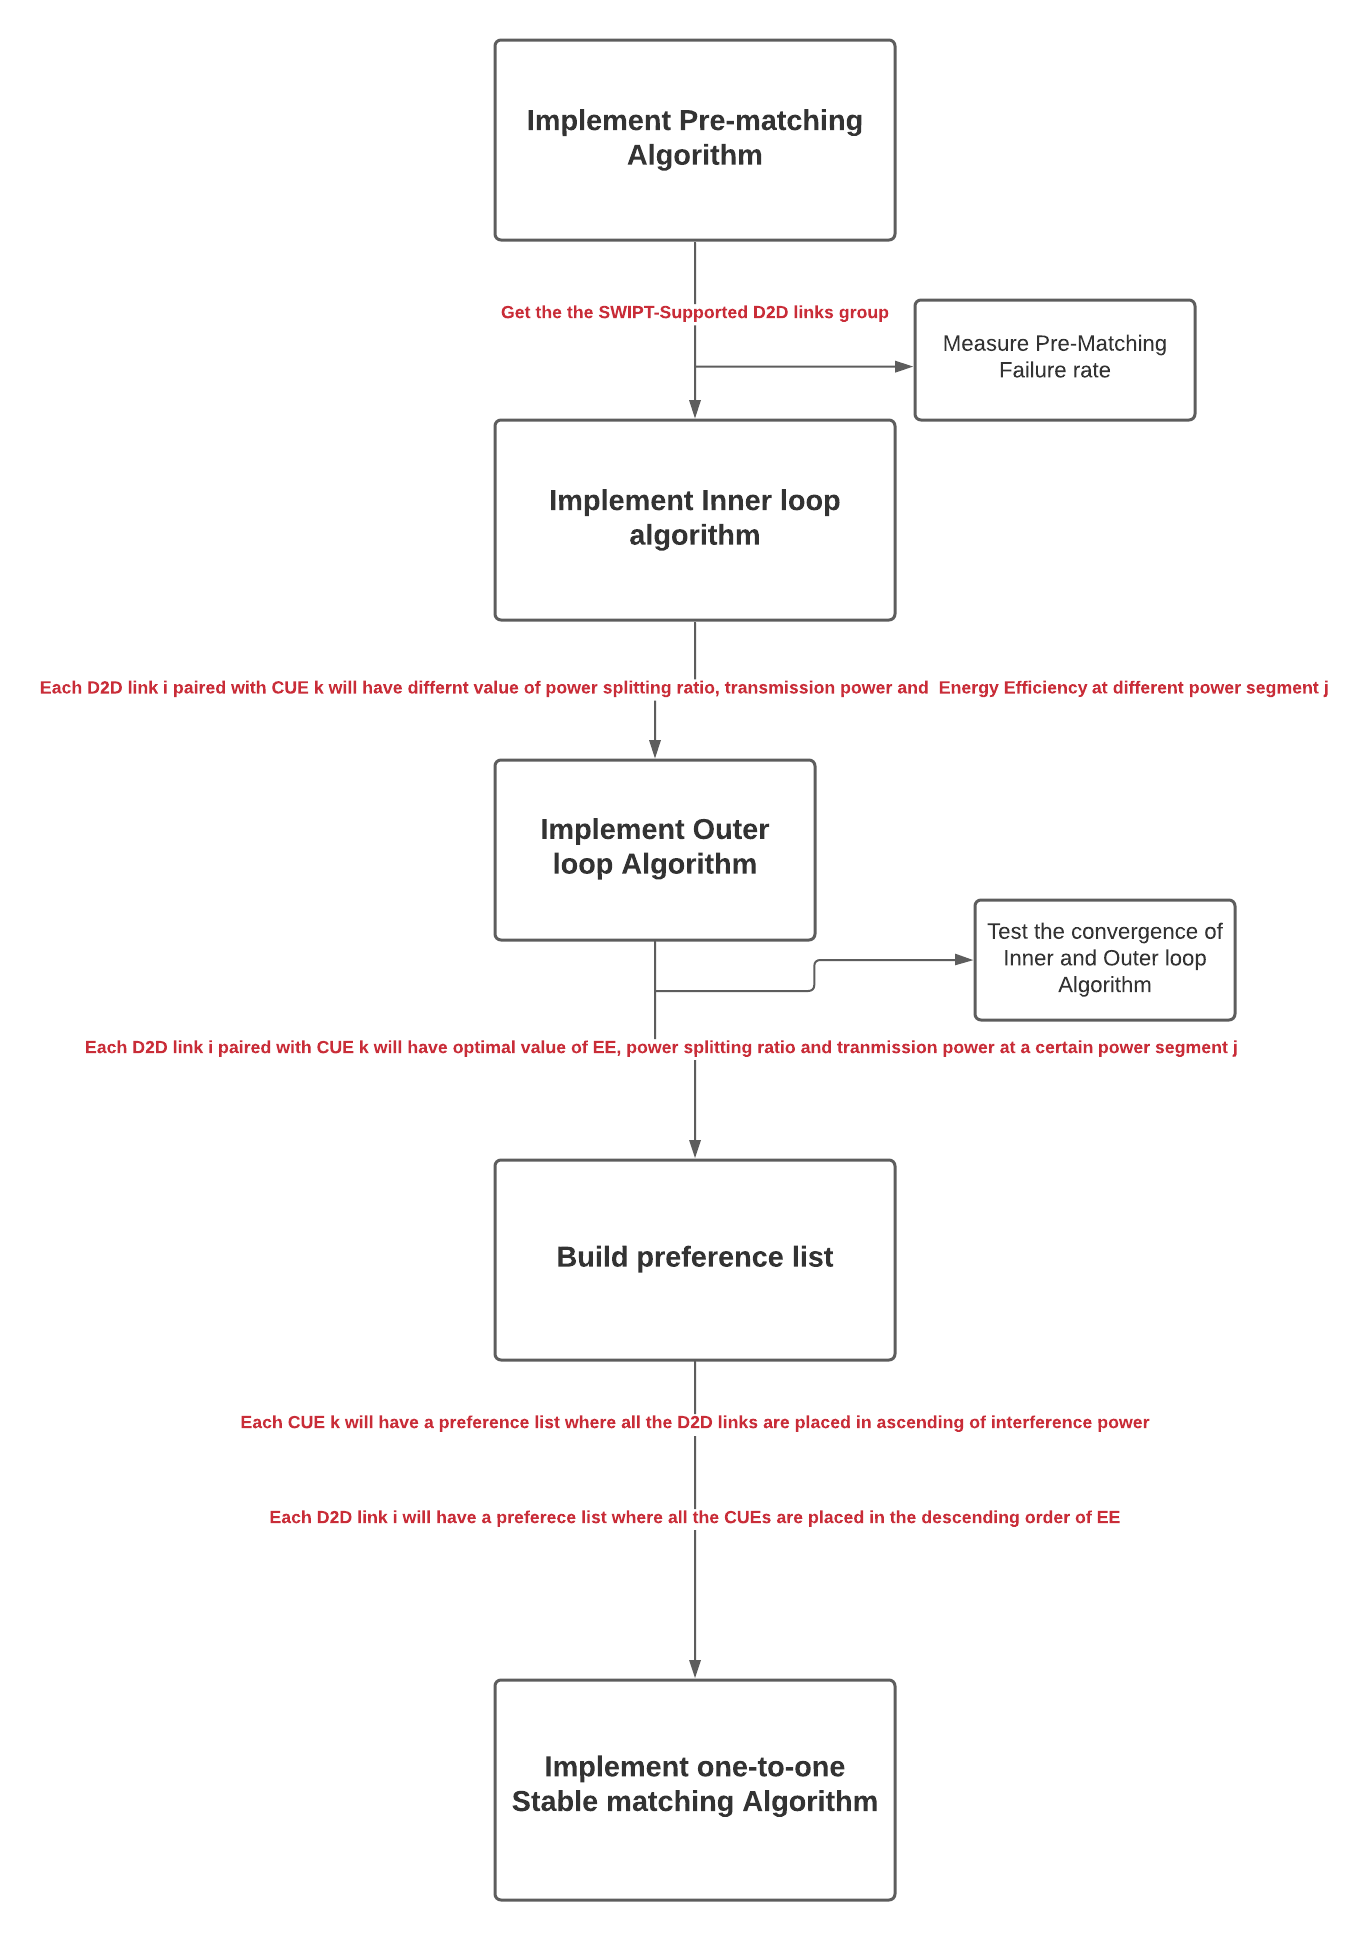 Implement Pre-matching
Algorithm
Get the the SWIPT-Supported D2D links group
Measure Pre-Matching
Failure rate
Implement Inner loop
algorithm
Each D2D link i paired with CUE k will have differnt value of power splitting ratio, transmission power and  Energy Efficiency at different power segment j
Implement Outer
loop Algorithm
Test the convergence of
Inner and Outer loop
Algorithm
Each D2D link i paired with CUE k will have optimal value of EE, power splitting ratio and tranmission power at a certain power segment j
Build preference list
Each CUE k will have a preference list where all the D2D links are placed in ascending of interference power
Each D2D link i will have a preferece list where all the CUEs are placed in the descending order of EE
Implement one-to-one
Stable matching Algorithm